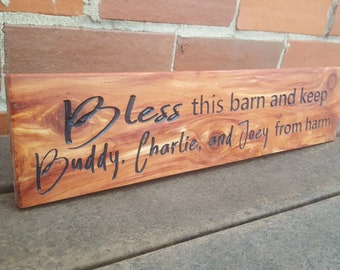 Bless this barn and keep
Buddy, Charlie, and Joey from harm